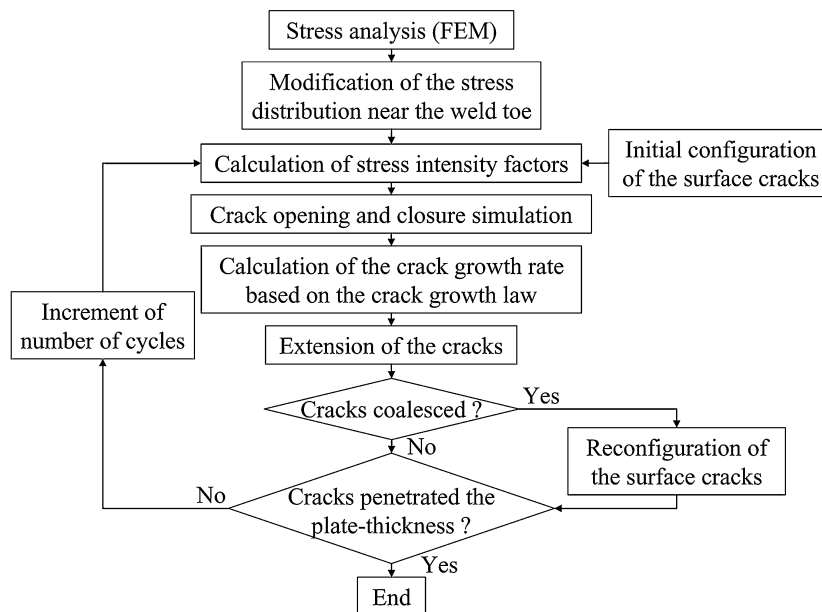 Stress analysis (FEM)
Modification of the stress
distribution near the weld toe
Calculation of stress intensity factors
Initial configuration
of the surface cracks
Crack opening and closure simulation
Calculation of the crack growth rate
based on the crack growth law
Increment of
number of cycles
Extension of the cracks
Cracks coalesced ?
Yes
No
Reconfiguration of
the surface cracks
Cracks penetrated the
plate-thickness ?
No
Yes
End